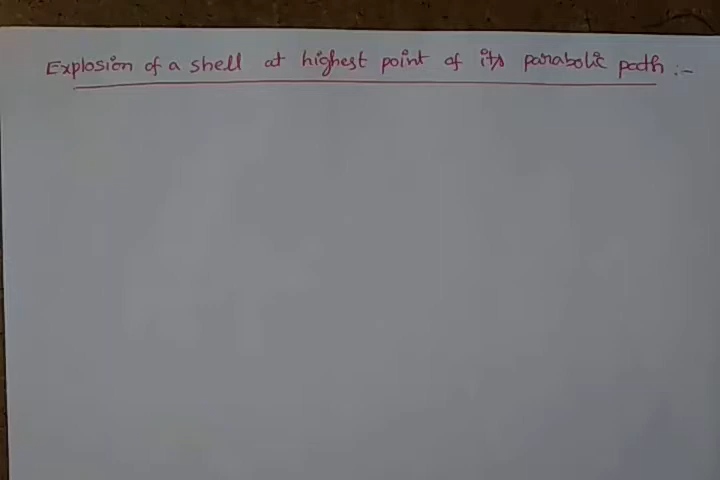 Explosion of a shell at highest point of its parabolic path :-